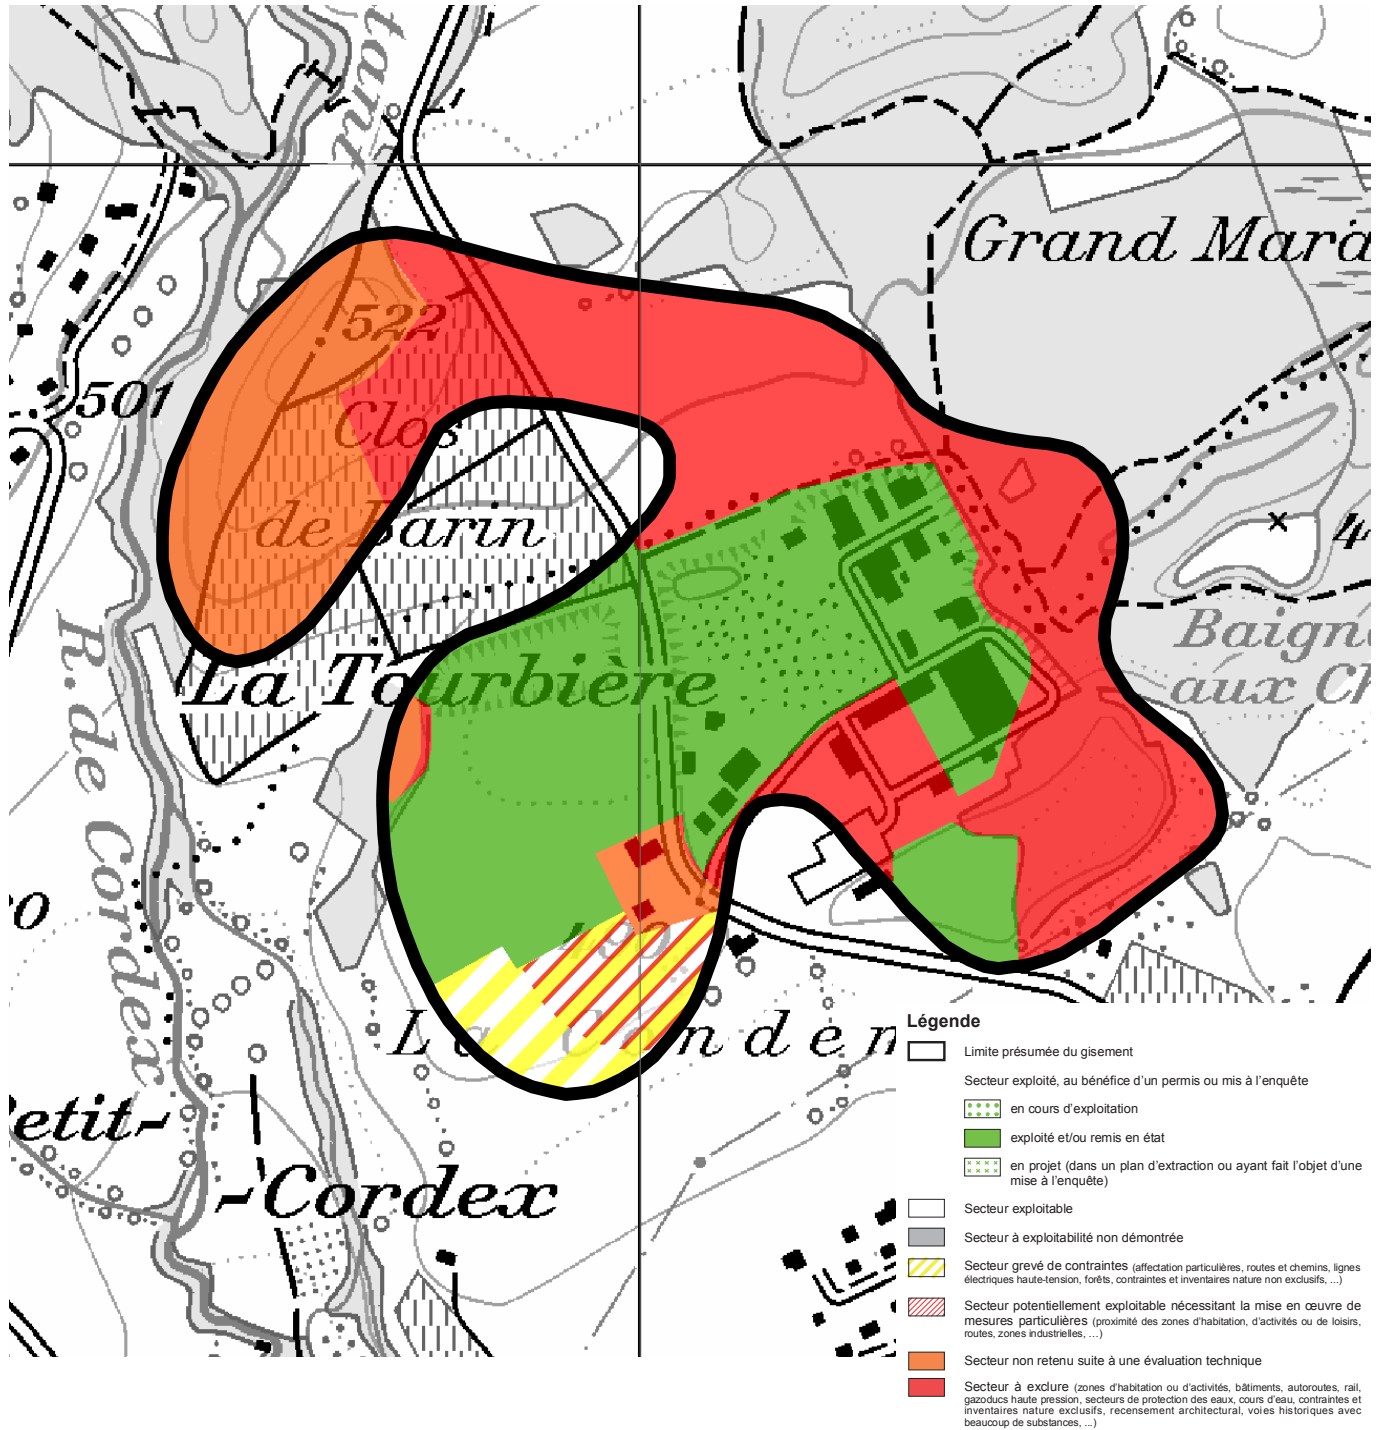 tant
Grand Mara
522
501
Clos
de Barin
4
Baign
aux Ch
La Tourbière
R. de Cordex
0
490
La Condem
Petit-
-Cordex
Légende
Limite présumée du gisement
Secteur exploité, au bénéfice d'un permis ou mis à l'enquête
en cours d'exploitation
exploité et/ou remis en état
en projet (dans un plan d'extraction ou ayant fait l'objet d'une
mise à l'enquête)
Secteur exploitable
Secteur à exploitabilité non démontrée
Secteur grevé de contraintes (affectation particulières, routes et chemins, lignes
électriques haute-tension, forêts, contraintes et inventaires nature non exclusifs, ...)
Secteur potentiellement exploitable nécessitant la mise en œuvre de
mesures particulières (proximité des zones d'habitation, d'activités ou de loisirs,
routes, zones industrielles, ...)
Secteur non retenu suite à une évaluation technique
Secteur à exclure (zones d'habitation ou d'activités, bâtiments, autoroutes, rail,
gazoducs haute pression, secteurs de protection des eaux, cours d'eau, contraintes et
inventaires nature exclusifs, recensement architectural, voies historiques avec
beaucoup de substances, ...)